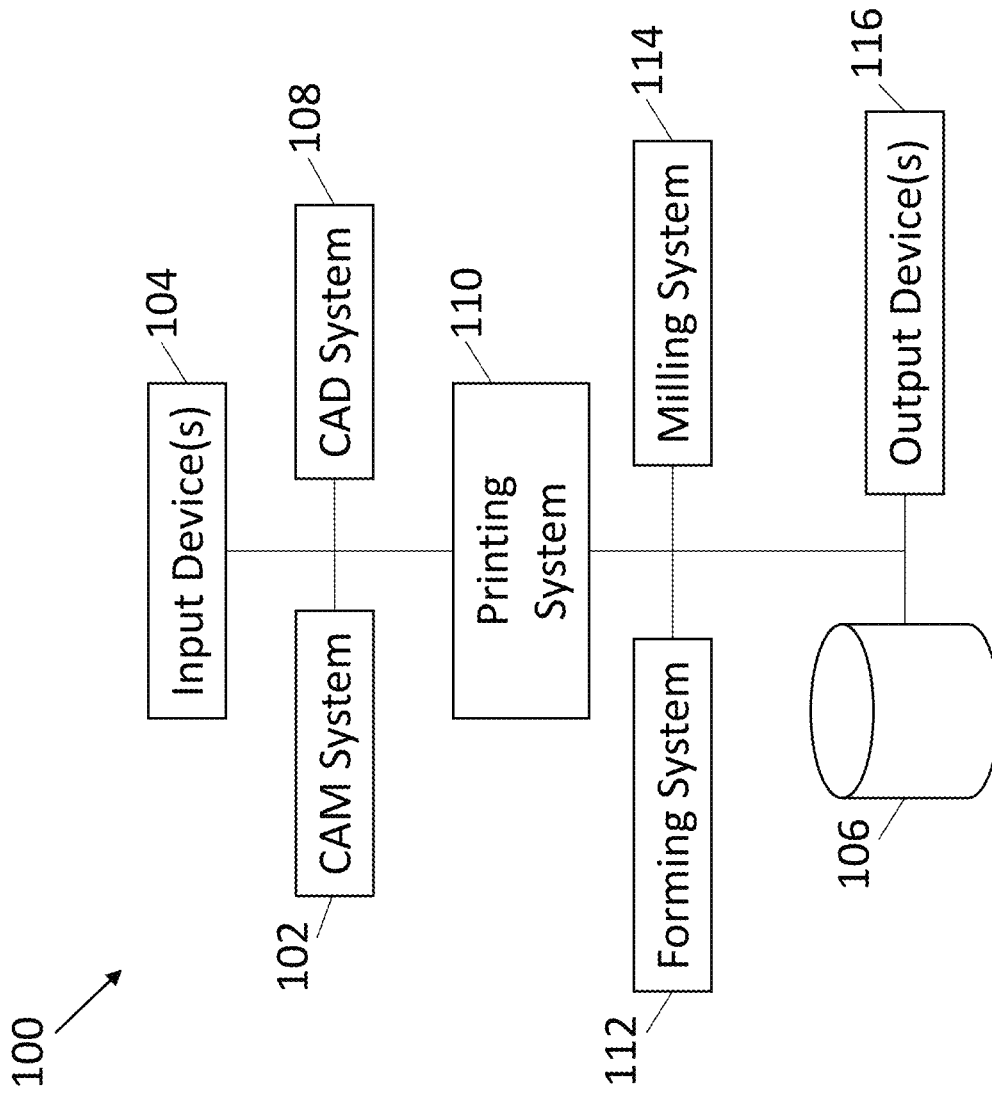 100
104
Input Device(s)
108
102
CAM System
CAD System
110
Printing
System
112
114
Forming System
Milling System
106
116
Output Device(s)